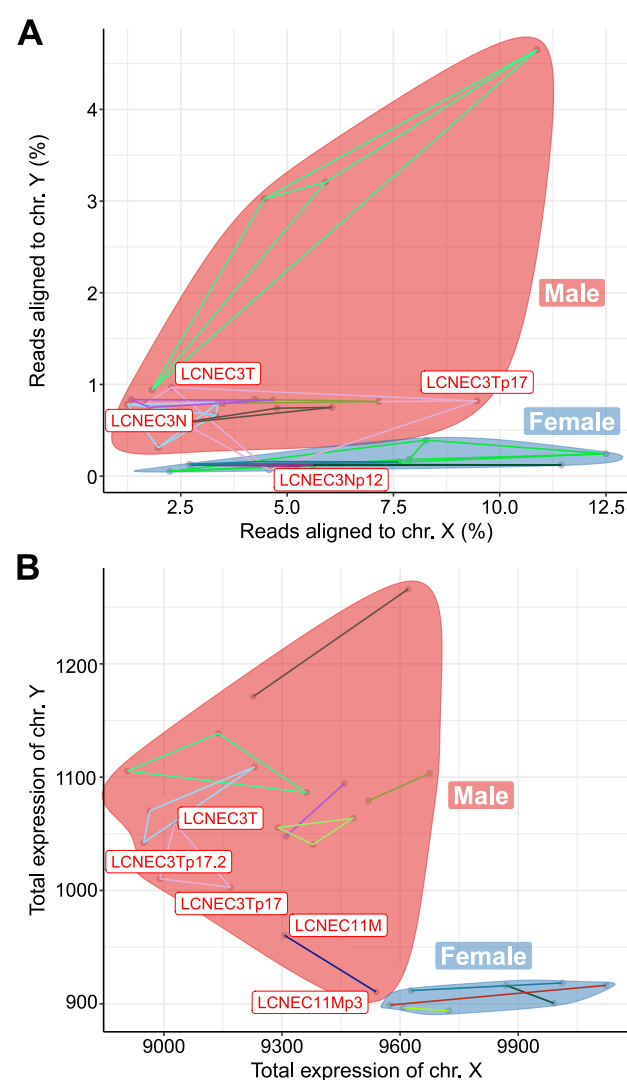 A
Reads aligned to chr. Y (%)
4
3
2
1
0
Male
LCNEC3T
LCNEC3Tp17
LCNEC3N
Female
LCNEC3Np12
2.5
5.0
7.5
10.0
12.5
Reads aligned to chr. X (%)
B
Total expression of chr. Y
1200
1100
1000
900
Male
LCNEC3T
LCNEC3Tp17.2
LCNEC3Tp17
LCNEC11M
Female
LCNEC11Mp3
9000
9300
9600
9900
Total expression of chr. X